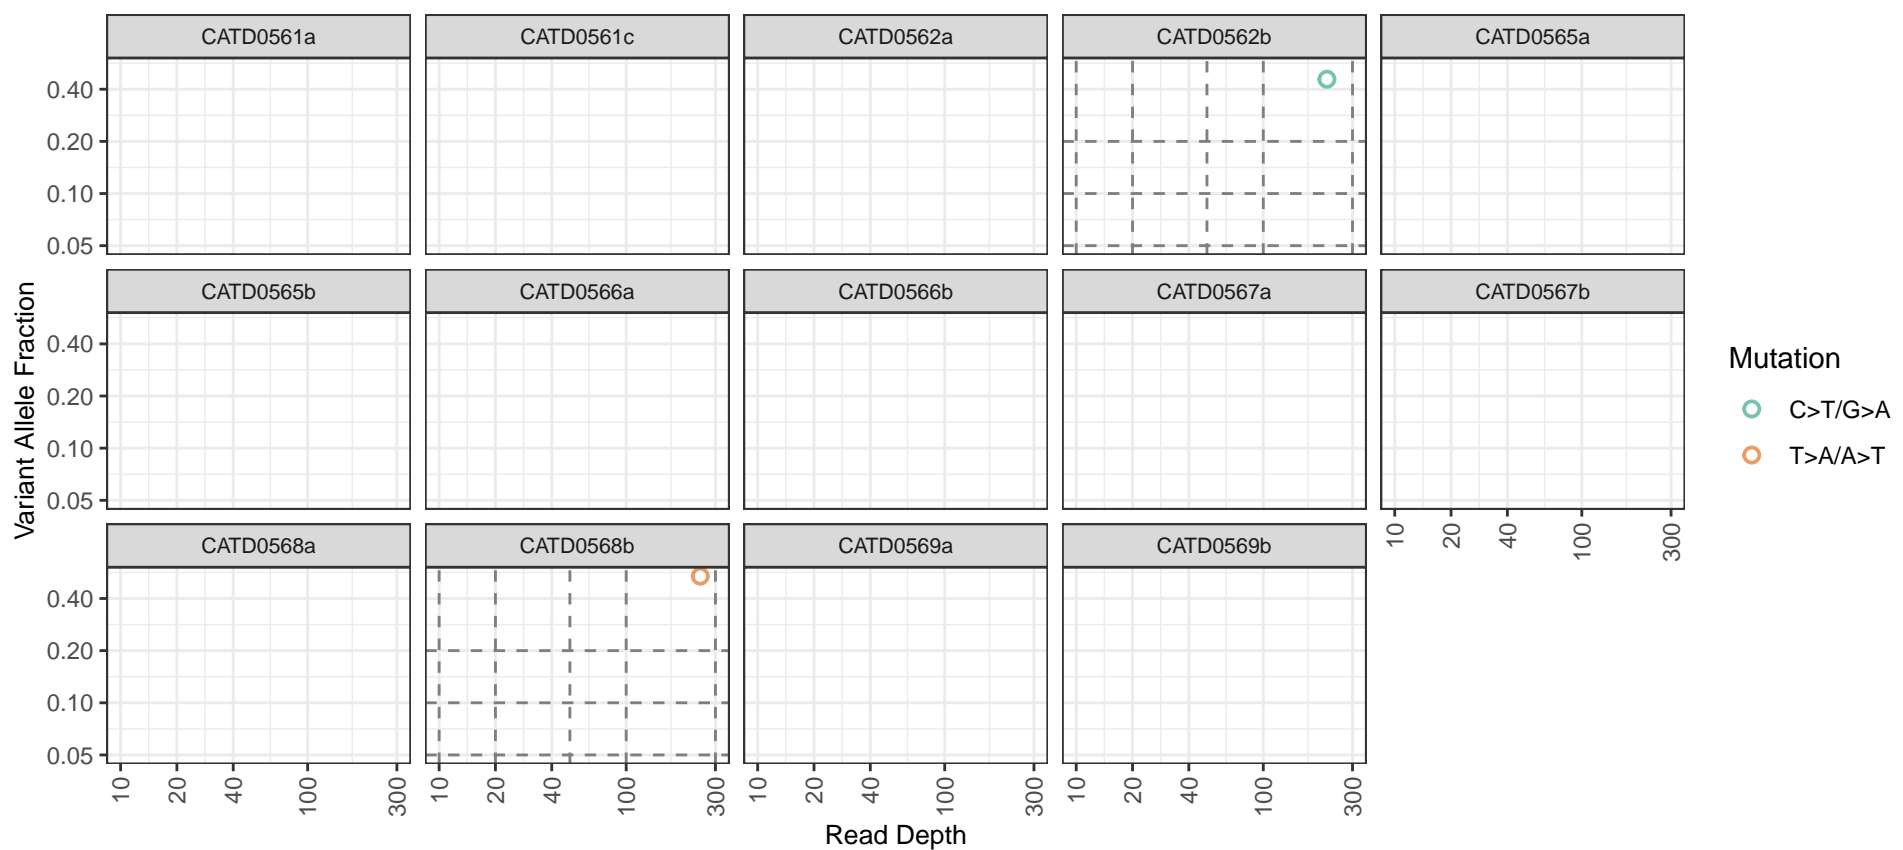 CATD0561a CATD0561c CATD0562a CATD0562b CATD0565a
0.40
0.20
0.10
0.05
CATD0565b CATD0566a CATD0566b CATD0567a CATD0567b
0.40
0.20
0.10
0.05
10 20 40 100 300
CATD0568a CATD0568b CATD0569a CATD0569b
0.40
0.20
0.10
0.05
10 20 40 100 300 10 20 40 100 300 10 20 40 100 300 10 20 40 100 300
Read Depth
Variant Allele Fraction
Mutation
C>T/G>A
T>A/A>T